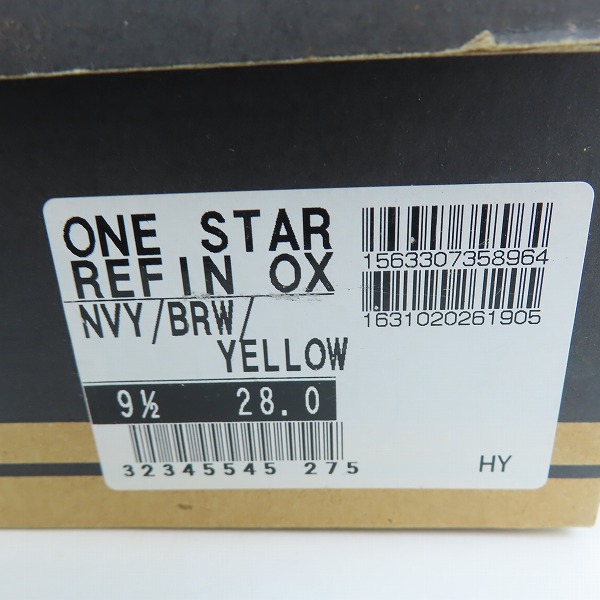 ONE STAR
REFIN OX
NVY/BRW/
YELLOW
9½ 28.0
32345545 275
1563307358964
1631020261905
HY